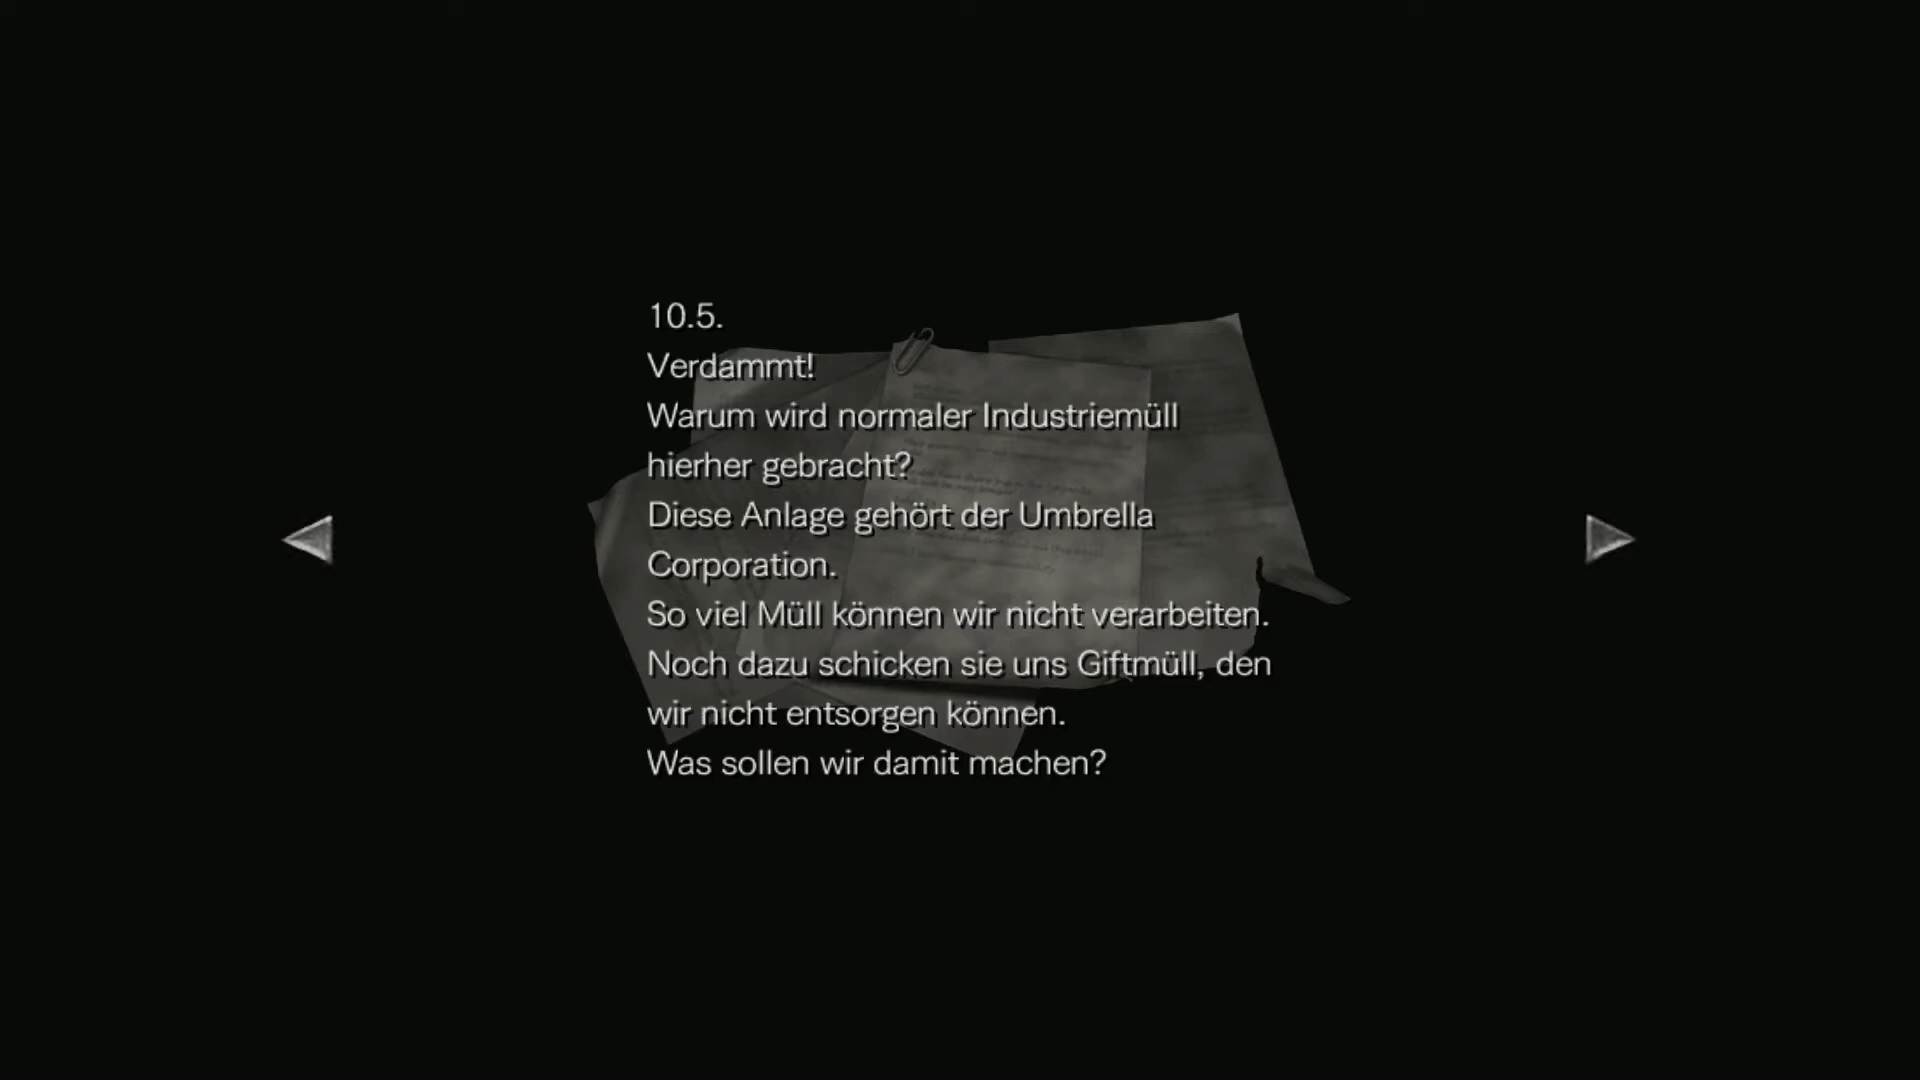 10.5.
Verdammt!
Warum wird normaler Industriemüll
hierher gebracht?
Diese Anlage gehört der Umbrella
Corporation.
So viel Müll können wir nicht verarbeiten.
Noch dazu schicken sie uns Giftmüll, den
wir nicht entsorgen können.
Was sollen wir damit machen?